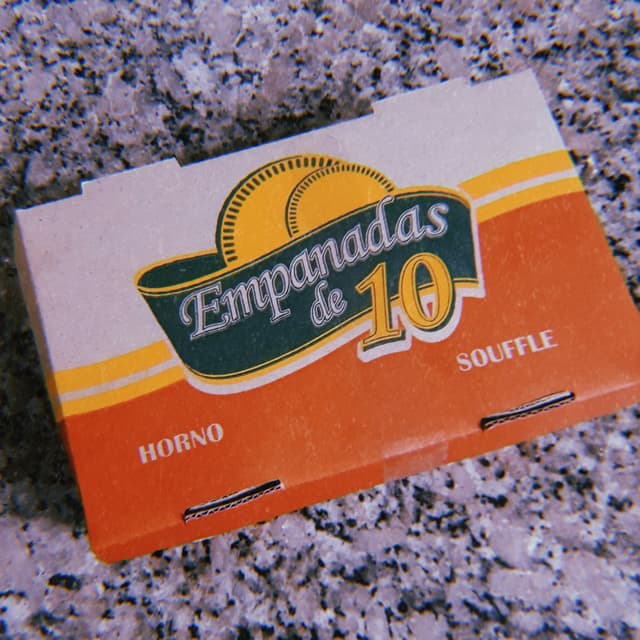 Empanadas
de 10
HORNO
SOUFFLE